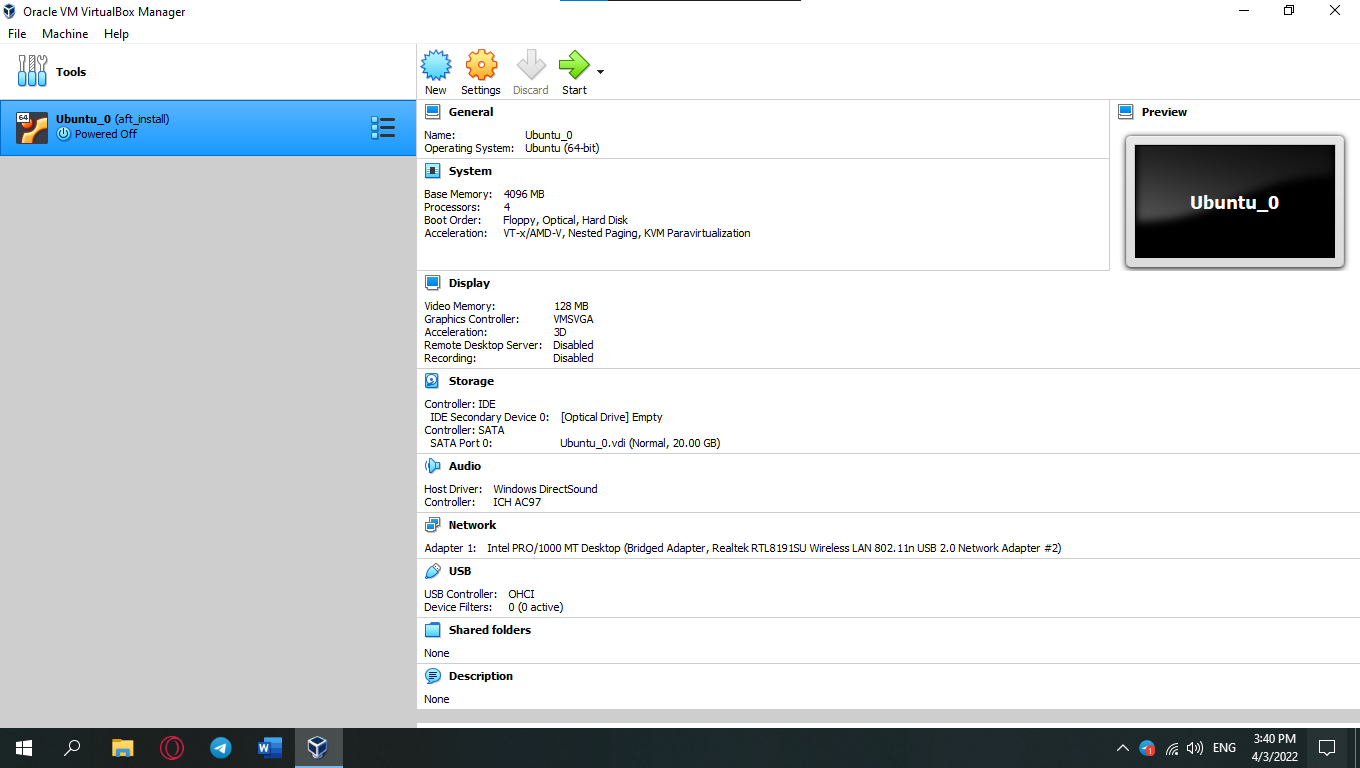 Oracle VM VirtualBox Manager
File Machine Help
Tools
New Settings Discard Start
64
Ubuntu_0 (aft_install)
Powered Off
General
Name: Ubuntu_0
Operating System: Ubuntu (64-bit)
Preview
Ubuntu_0
System
Base Memory: 4096 MB
Processors: 4
Boot Order: Floppy, Optical, Hard Disk
Acceleration: VT-x/AMD-V, Nested Paging, KVM Paravirtualization
Display
Video Memory: 128 MB
Graphics Controller: VMSVGA
Acceleration: 3D
Remote Desktop Server: Disabled
Recording: Disabled
Storage
Controller: IDE
IDE Secondary Device 0: [Optical Drive] Empty
Controller: SATA
SATA Port 0: Ubuntu_0.vdi (Normal, 20.00 GB)
Audio
Host Driver: Windows DirectSound
Controller: ICH AC97
Network
Adapter 1: Intel PRO/1000 MT Desktop (Bridged Adapter, Realtek RTL8191SU Wireless LAN 802.11n USB 2.0 Network Adapter #2)
USB
USB Controller: OHCI
Device Filters: 0 (0 active)
Shared folders
None
Description
None
W
1
ENG
3:40 PM
4/3/2022